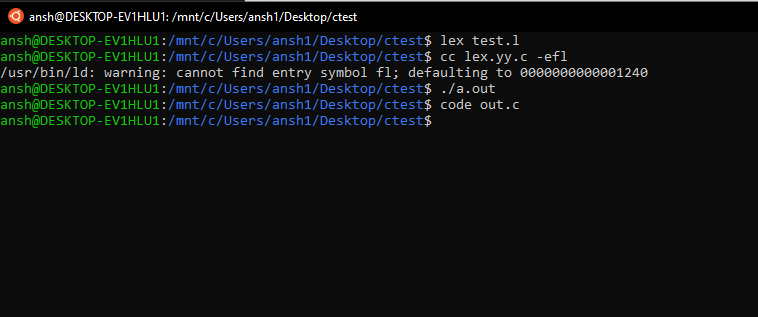 ansh@DESKTOP-EV1HLU1: /mnt/c/Users/ansh1/Desktop/ctest
ansh@DESKTOP-EV1HLU1:/mnt/c/Users/ansh1/Desktop/ctest$ lex test.l
ansh@DESKTOP-EV1HLU1:/mnt/c/Users/ansh1/Desktop/ctest$ cc lex.yy.c -efl
/usr/bin/ld: warning: cannot find entry symbol fl; defaulting to 0000000000001240
ansh@DESKTOP-EV1HLU1:/mnt/c/Users/ansh1/Desktop/ctest$ ./a.out
ansh@DESKTOP-EV1HLU1:/mnt/c/Users/ansh1/Desktop/ctest$ code out.c
ansh@DESKTOP-EV1HLU1:/mnt/c/Users/ansh1/Desktop/ctest$